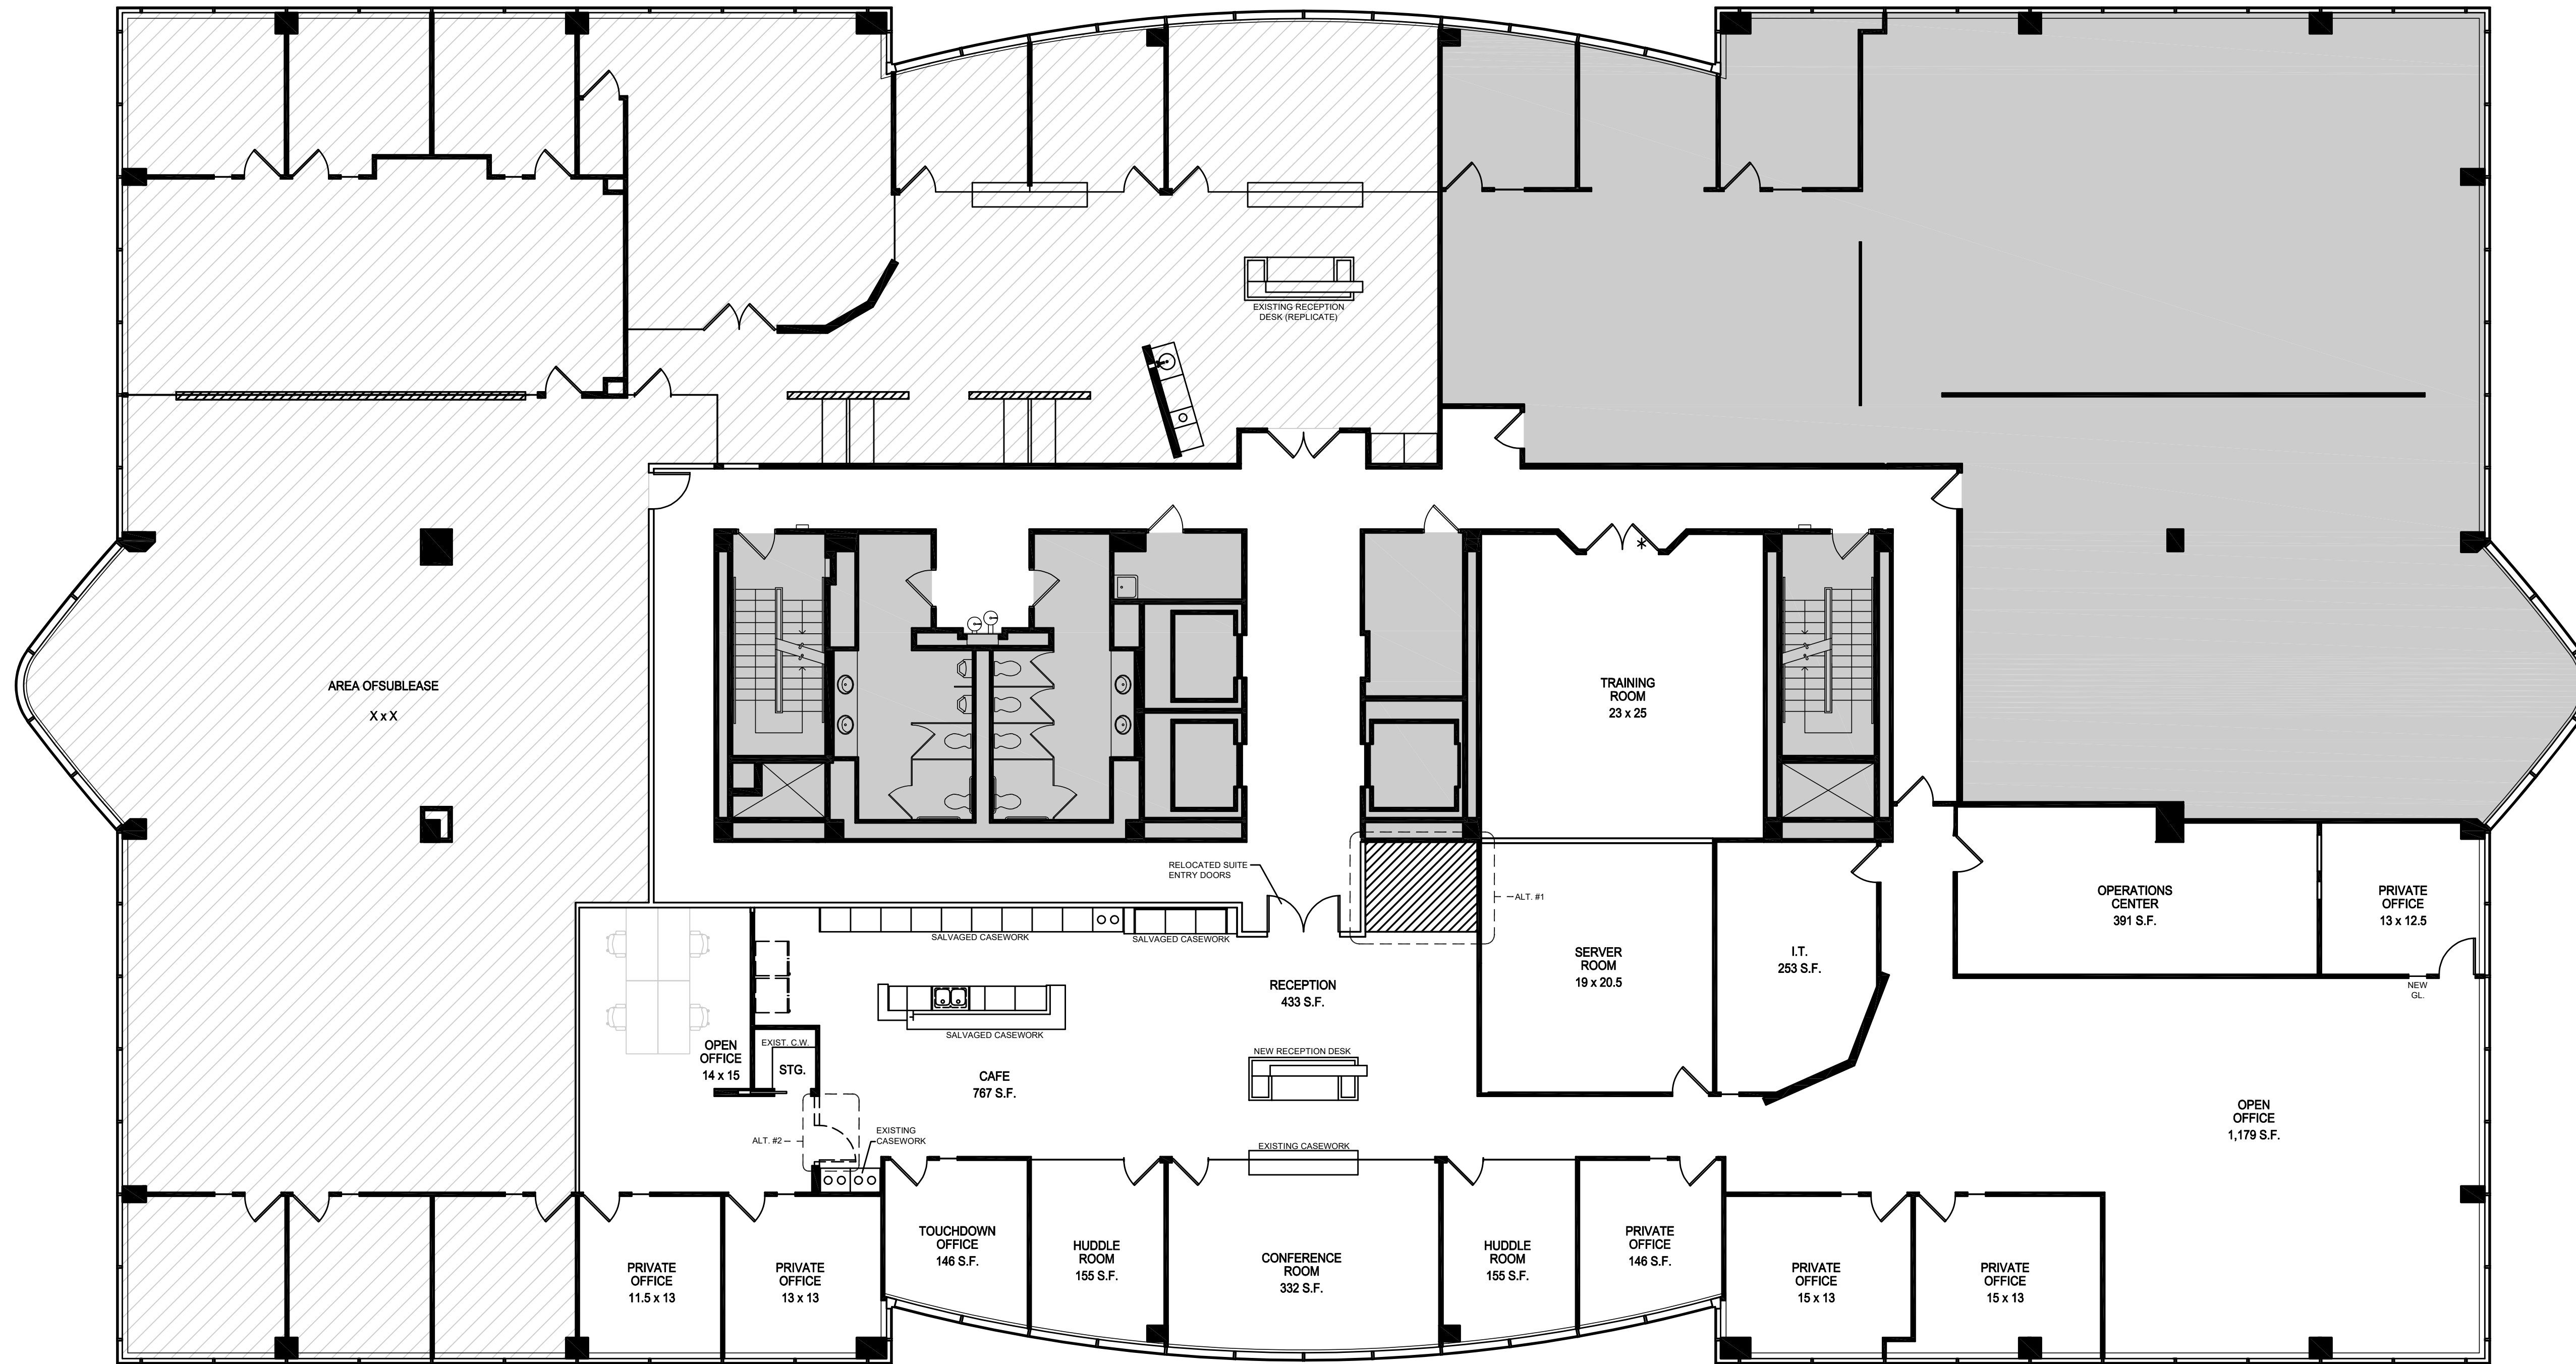 EXISTING RECEPTION
DESK (REPLICATE)
AREA OFSUBLEASE
X x X
TRAINING
ROOM
23 x 25
RELOCATED SUITE
ENTRY DOORS
ALT. #1
OPERATIONS
CENTER
391 S.F.
PRIVATE
OFFICE
13 x 12.5
SALVAGED CASEWORK
SALVAGED CASEWORK
SERVER
ROOM
19 x 20.5
I.T.
253 S.F.
RECEPTION
433 S.F.
NEW
GL.
SALVAGED CASEWORK
OPEN
OFFICE
14 x 15
EXIST. C.W.
STG.
NEW RECEPTION DESK
CAFE
767 S.F.
OPEN
OFFICE
1,179 S.F.
ALT. #2
EXISTING
CASEWORK
EXISTING CASEWORK
PRIVATE
OFFICE
11.5 x 13
PRIVATE
OFFICE
13 x 13
TOUCHDOWN
OFFICE
146 S.F.
HUDDLE
ROOM
155 S.F.
CONFERENCE
ROOM
332 S.F.
HUDDLE
ROOM
155 S.F.
PRIVATE
OFFICE
146 S.F.
PRIVATE
OFFICE
15 x 13
PRIVATE
OFFICE
15 x 13